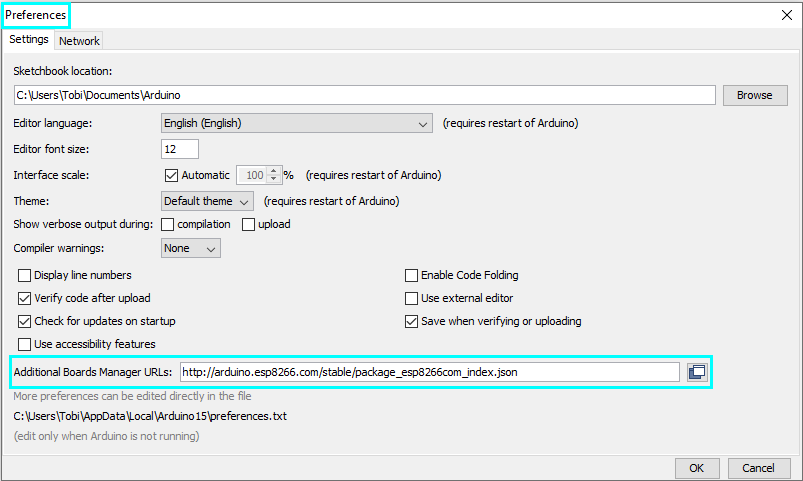 Preferences
Settings Network
Sketchbook location:
C:\Users\Tobi\Documents\Arduino Browse
Editor language: English (English) (requires restart of Arduino)
Editor font size: 12
Interface scale: Automatic 100 % (requires restart of Arduino)
Theme: Default theme (requires restart of Arduino)
Show verbose output during: compilation upload
Compiler warnings: None
Display line numbers Enable Code Folding
Verify code after upload Use external editor
Check for updates on startup Save when verifying or uploading
Use accessibility features
Additional Boards Manager URLs: http://arduino.esp8266.com/stable/package_esp8266com_index.json
More preferences can be edited directly in the file
C:\Users\Tobi\AppData\Local\Arduino15\preferences.txt
(edit only when Arduino is not running)
OK Cancel